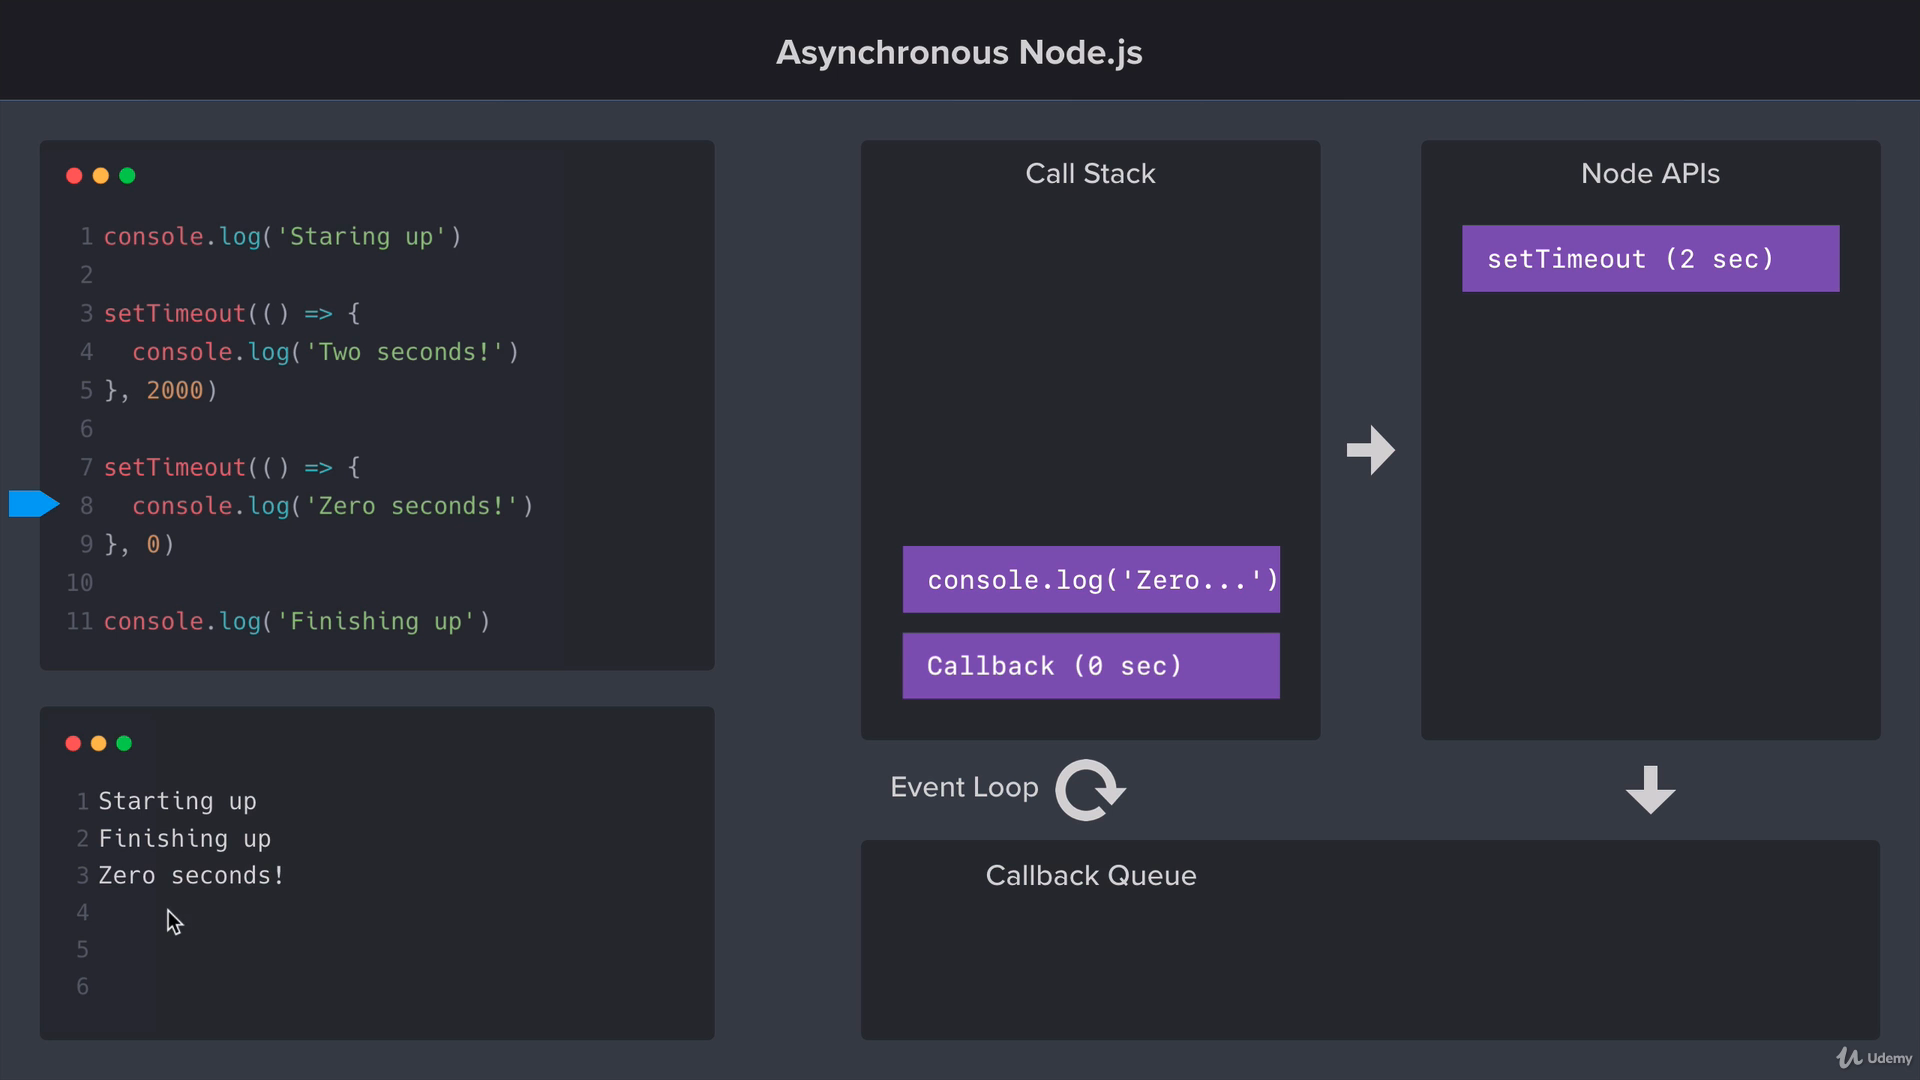 Asynchronous Node.js
1 console.log('Staring up')
2
3 setTimeout(() => {
4 console.log('Two seconds!')
5 }, 2000)
6
7 setTimeout(() => {
8 console.log('Zero seconds!')
9 }, 0)
10
11 console.log('Finishing up')
1 Starting up
2 Finishing up
3 Zero seconds!
4
5
6
Call Stack
console.log('Zero...')
Callback (0 sec)
Node APIs
setTimeout (2 sec)
Event Loop
Callback Queue
Udemy